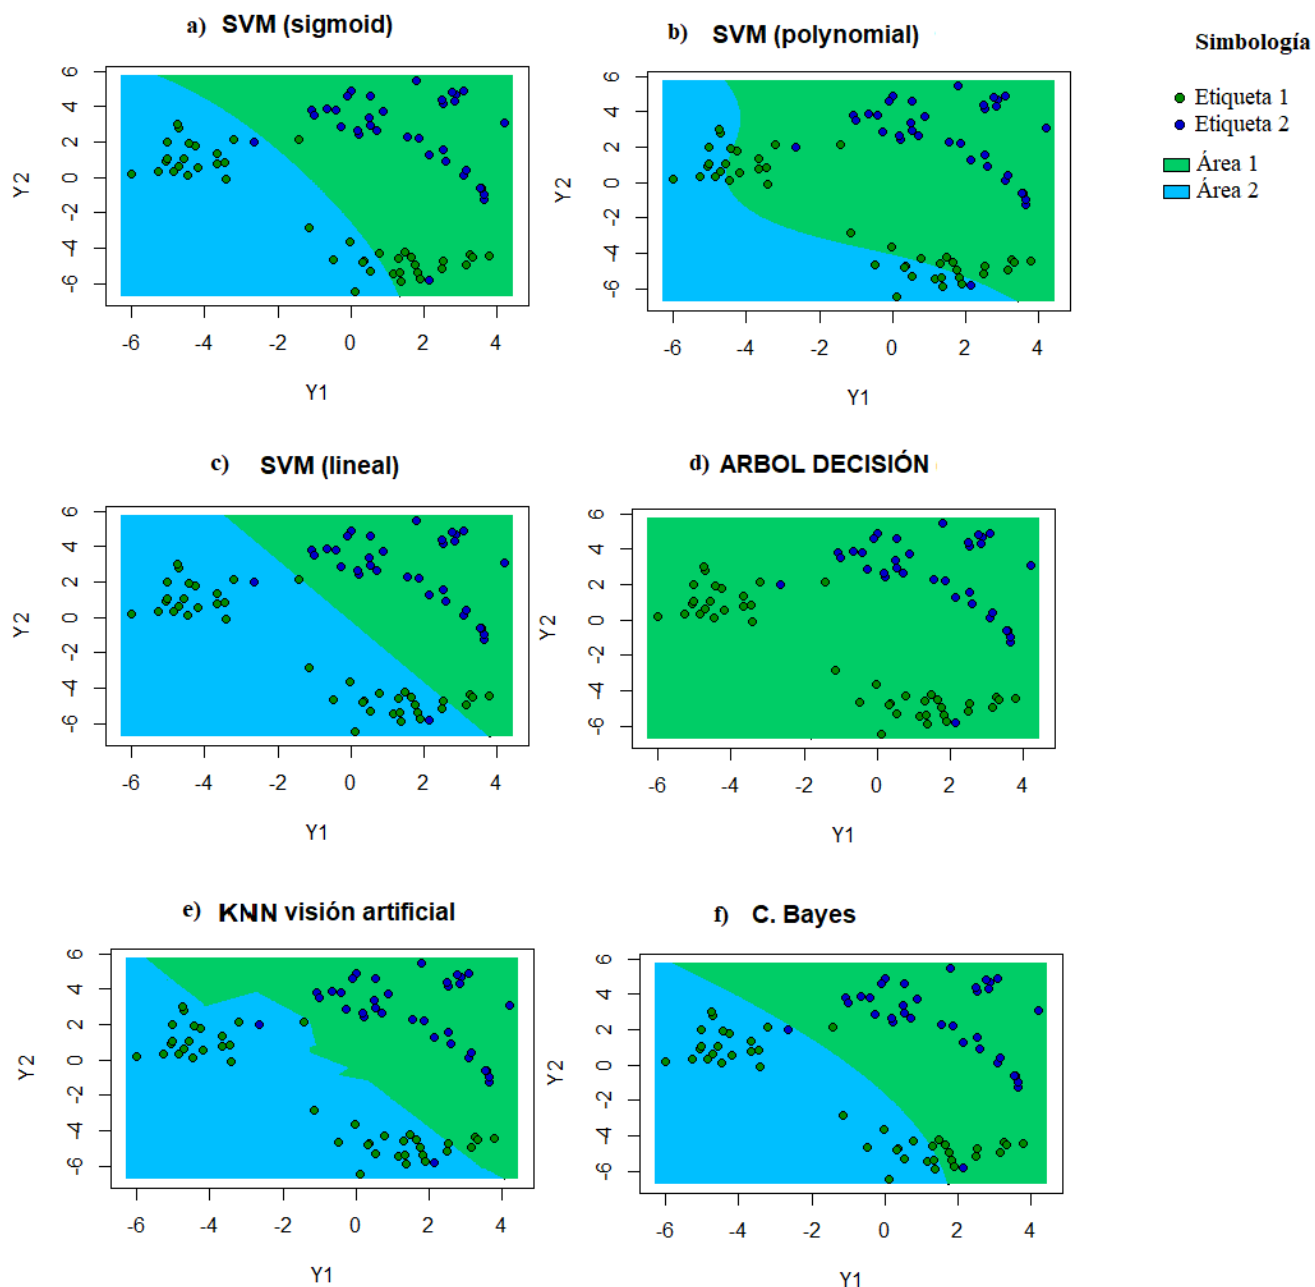 a) SVM (sigmoid)
b) SVM (polynomial)
Simbología
Etiqueta 1
Etiqueta 2
Área 1
Área 2
6
4
2
0
-2
-4
-6
Y2
-6 -4 -2 0 2 4
Y1
6
4
2
0
-2
-4
-6
Y2
-6 -4 -2 0 2 4
Y1
c) SVM (lineal)
d) ARBOL DECISIÓN
6
4
2
0
-2
-4
-6
Y2
-6 -4 -2 0 2 4
Y1
6
4
2
0
-2
-4
-6
Y2
-6 -4 -2 0 2 4
Y1
e) KNN visión artificial
f) C. Bayes
6
4
2
0
-2
-4
-6
Y2
-6 -4 -2 0 2 4
Y1
6
4
2
0
-2
-4
-6
Y2
-6 -4 -2 0 2 4
Y1